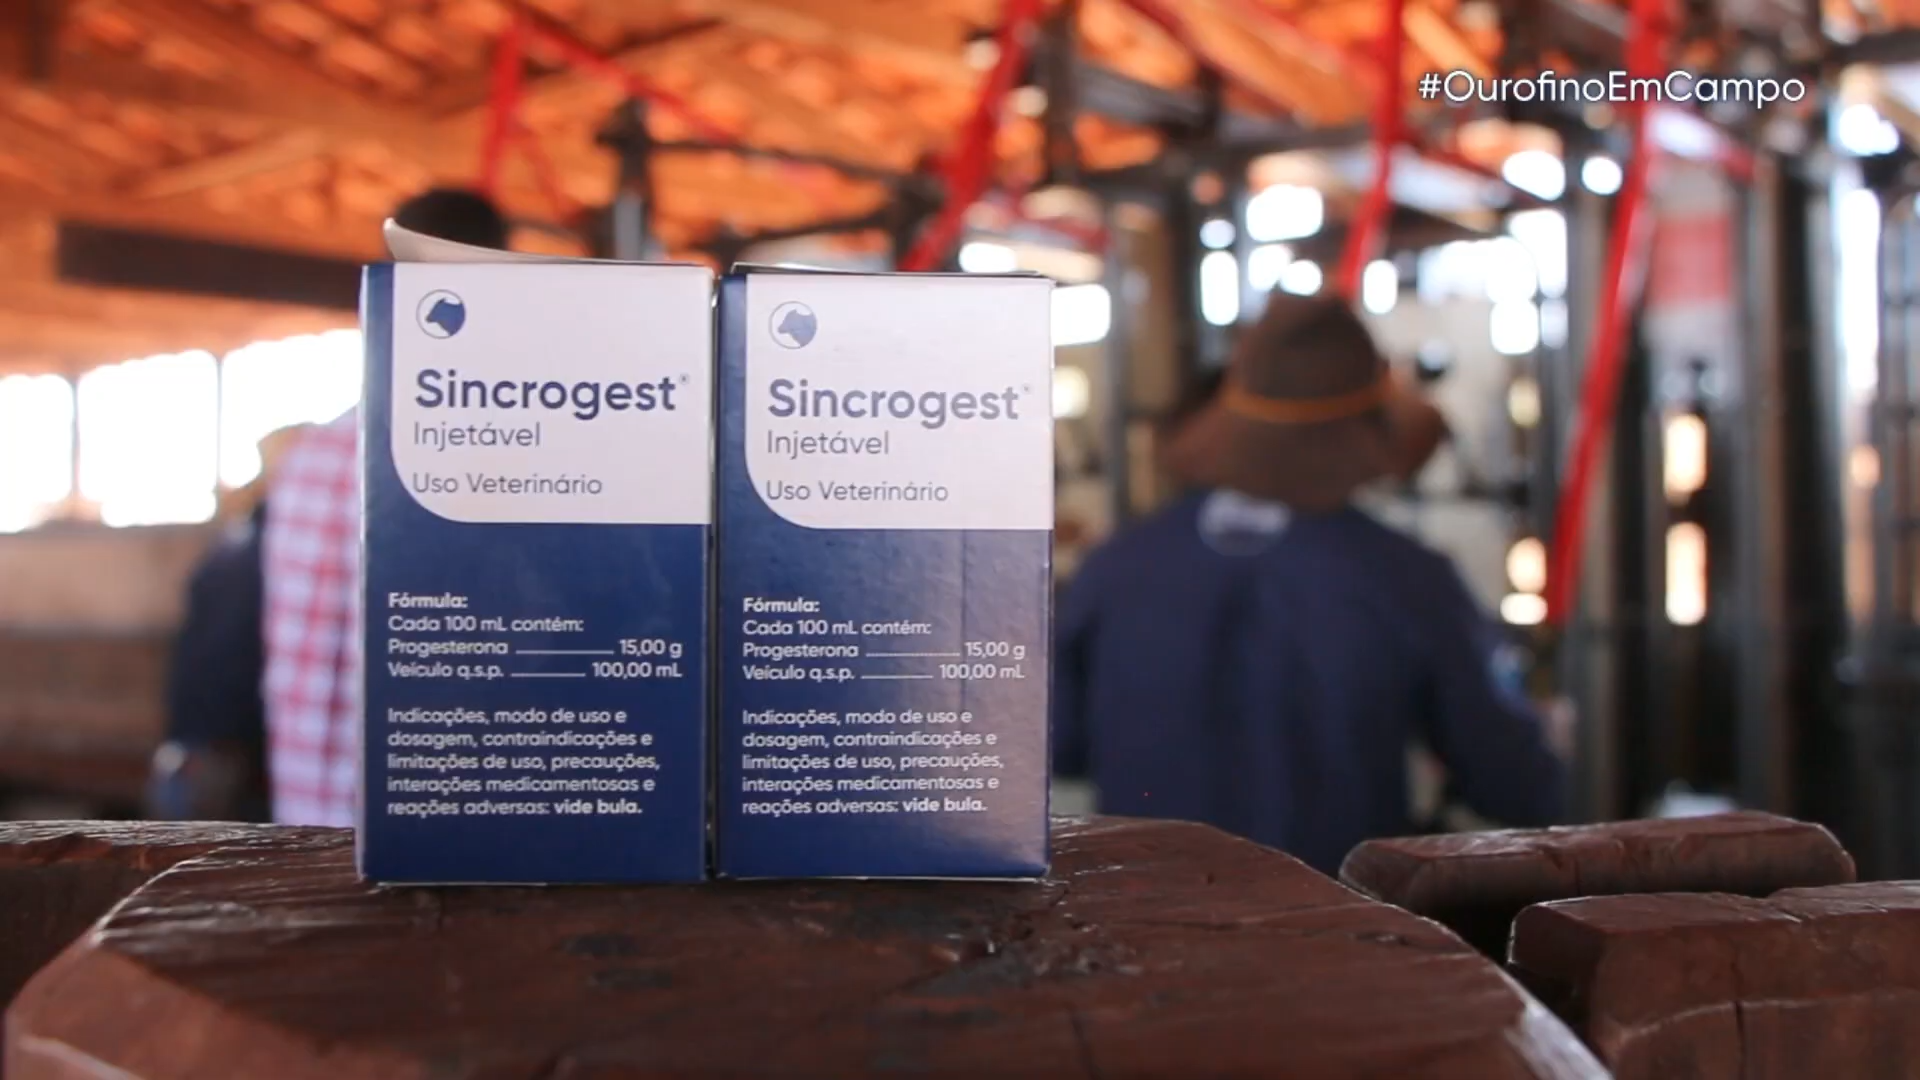 #OurofinoEmCampo
Sincrogest®
Injetável
Uso Veterinário
Fórmula:
Cada 100 mL contém:
Progesterona 15,00 g
Veículo q.s.p. 100,00 mL
Indicações, modo de uso e
dosagem, contraindicações e
limitações de uso, precauções,
interações medicamentosas e
reações adversas: vide bula.
Sincrogest®
Injetável
Uso Veterinário
Fórmula:
Cada 100 mL contém:
Progesterona 15,00 g
Veículo q.s.p. 100,00 mL
Indicações, modo de uso e
dosagem, contraindicações e
limitações de uso, precauções,
interações medicamentosas e
reações adversas: vide bula.